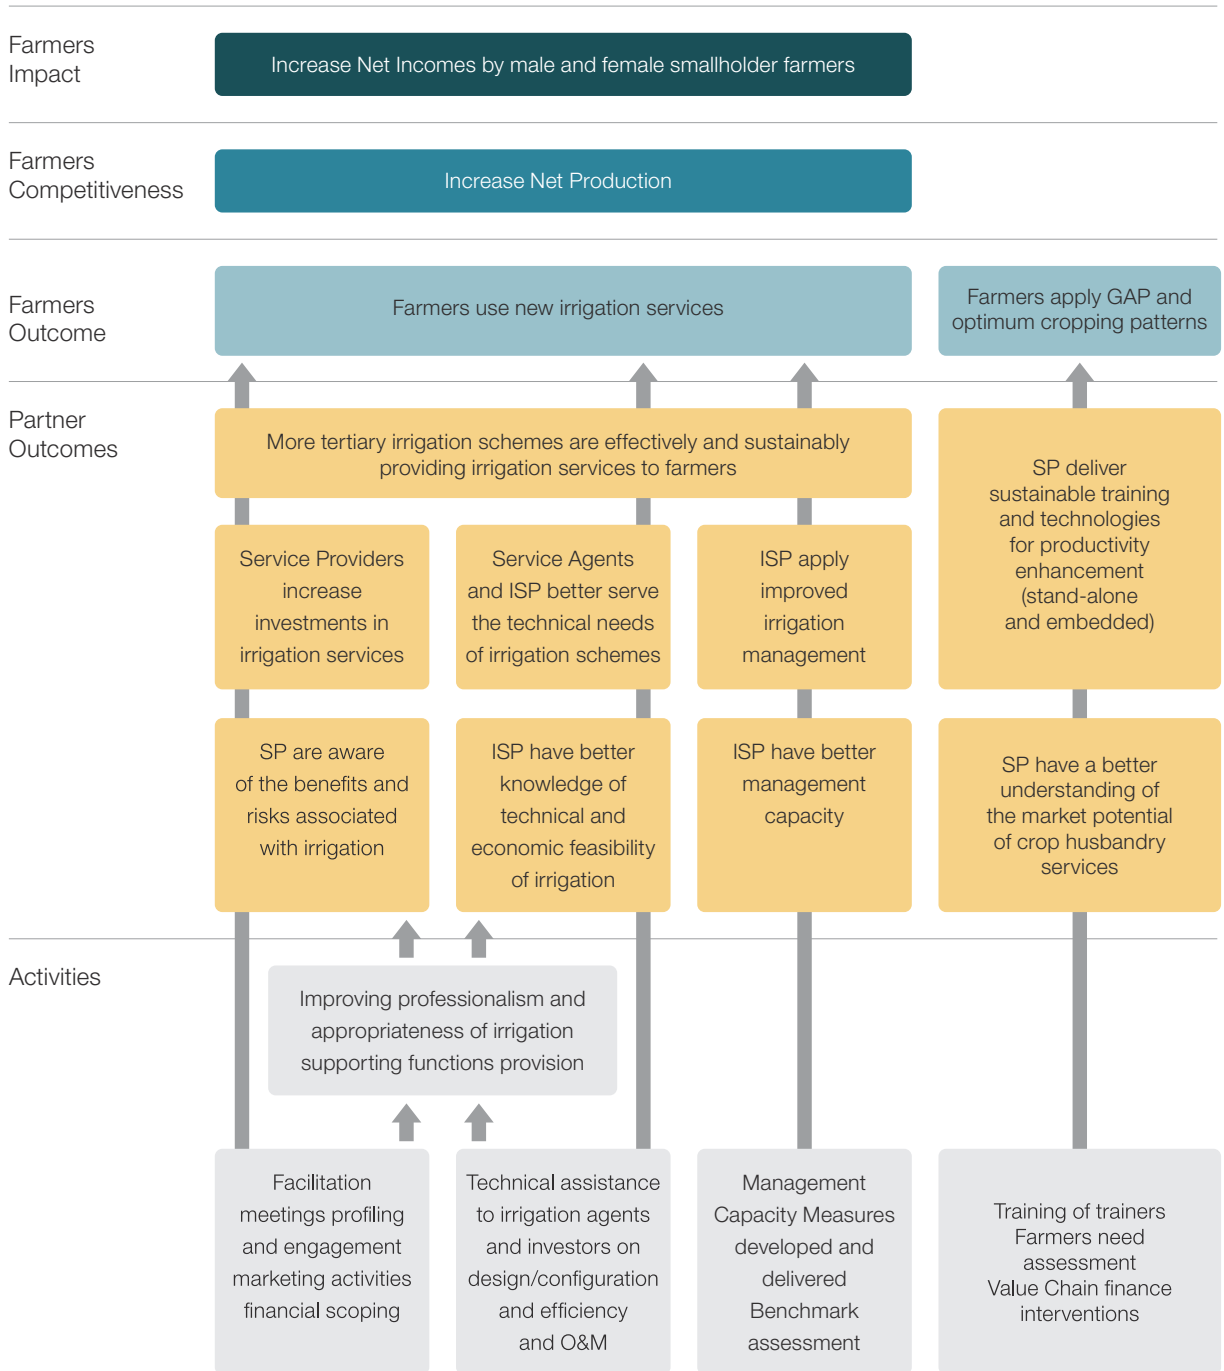 Farmers
Impact
Increase Net Incomes by male and female smallholder farmers
Farmers
Competitiveness
Increase Net Production
Farmers
Outcome
Farmers use new irrigation services
Farmers apply GAP and
optimum cropping patterns
Partner
Outcomes
More tertiary irrigation schemes are effectively and sustainably
providing irrigation services to farmers
SP deliver
sustainable training
and technologies
for productivity
enhancement
(stand-alone
and embedded)
Service Providers
increase
investments in
irrigation services
Service Agents
and ISP better serve
the technical needs
of irrigation schemes
ISP apply
improved
irrigation
management
SP are aware
of the benefits and
risks associated
with irrigation
ISP have better
knowledge of
technical and
economic feasibility
of irrigation
ISP have better
management
capacity
SP have a better
understanding of
the market potential
of crop husbandry
services
Activities
Improving professionalism and
appropriateness of irrigation
supporting functions provision
Facilitation
meetings profiling
and engagement
marketing activities
financial scoping
Technical assistance
to irrigation agents
and investors on
design/configuration
and efficiency
and O&M
Management
Capacity Measures
developed and
delivered
Benchmark
assessment
Training of trainers
Farmers need
assessment
Value Chain finance
interventions